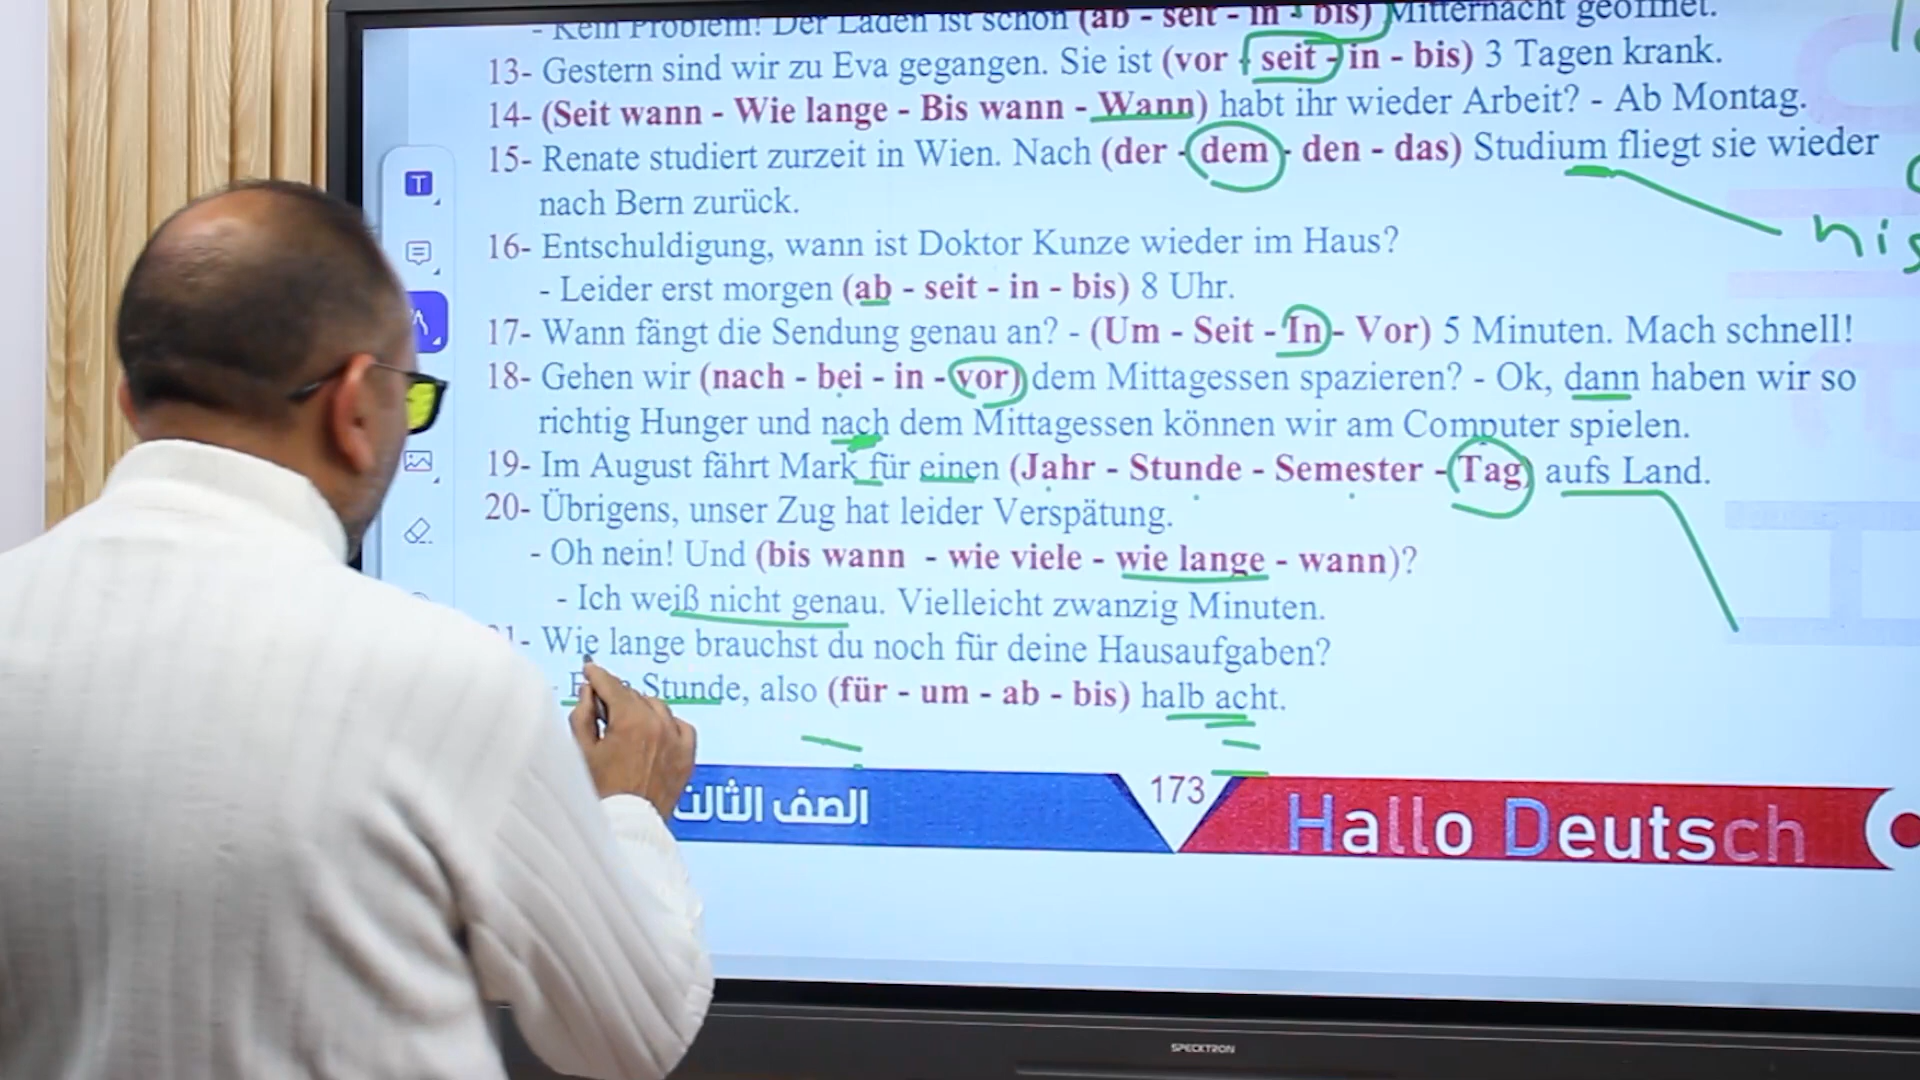 - Kein Problem! Der Laden ist schon (ab - seit - in - bis) Mitternacht geöffnet.
13- Gestern sind wir zu Eva gegangen. Sie ist (vor - seit - in - bis) 3 Tagen krank.
14- (Seit wann - Wie lange - Bis wann - Wann) habt ihr wieder Arbeit? - Ab Montag.
15- Renate studiert zurzeit in Wien. Nach (der - dem - den - das) Studium fliegt sie wieder
nach Bern zurück.
his
16- Entschuldigung, wann ist Doktor Kunze wieder im Haus?
- Leider erst morgen (ab - seit - in - bis) 8 Uhr.
17- Wann fängt die Sendung genau an? - (Um - Seit - In - Vor) 5 Minuten. Mach schnell!
18- Gehen wir (nach - bei - in - vor) dem Mittagessen spazieren? - Ok, dann haben wir so
richtig Hunger und nach dem Mittagessen können wir am Computer spielen.
19- Im August fährt Mark für einen (Jahr - Stunde - Semester - Tag) aufs Land.
20- Übrigens, unser Zug hat leider Verspätung.
- Oh nein! Und (bis wann - wie viele - wie lange - wann)?
- Ich weiß nicht genau. Vielleicht zwanzig Minuten.
21- Wie lange brauchst du noch für deine Hausaufgaben?
- Stunde, also (für - um - ab - bis) halb acht.
الصف الثالث
173
Hallo Deutsch
SPECKTRON